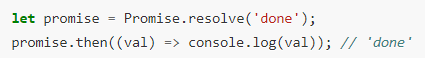 let promise = Promise.resolve('done');
promise.then((val) => console.log(val)); // 'done'